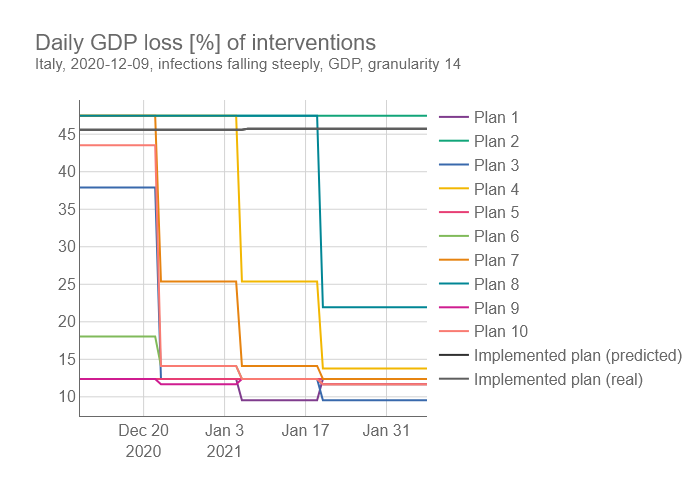 Daily GDP loss [%] of interventions
Italy, 2020-12-09, infections falling steeply, GDP, granularity 14
45
40
35
30
25
20
15
10
Dec 20
2020
Jan 3
2021
Jan 17
Jan 31
Plan 1
Plan 2
Plan 3
Plan 4
Plan 5
Plan 6
Plan 7
Plan 8
Plan 9
Plan 10
Implemented plan (predicted)
Implemented plan (real)